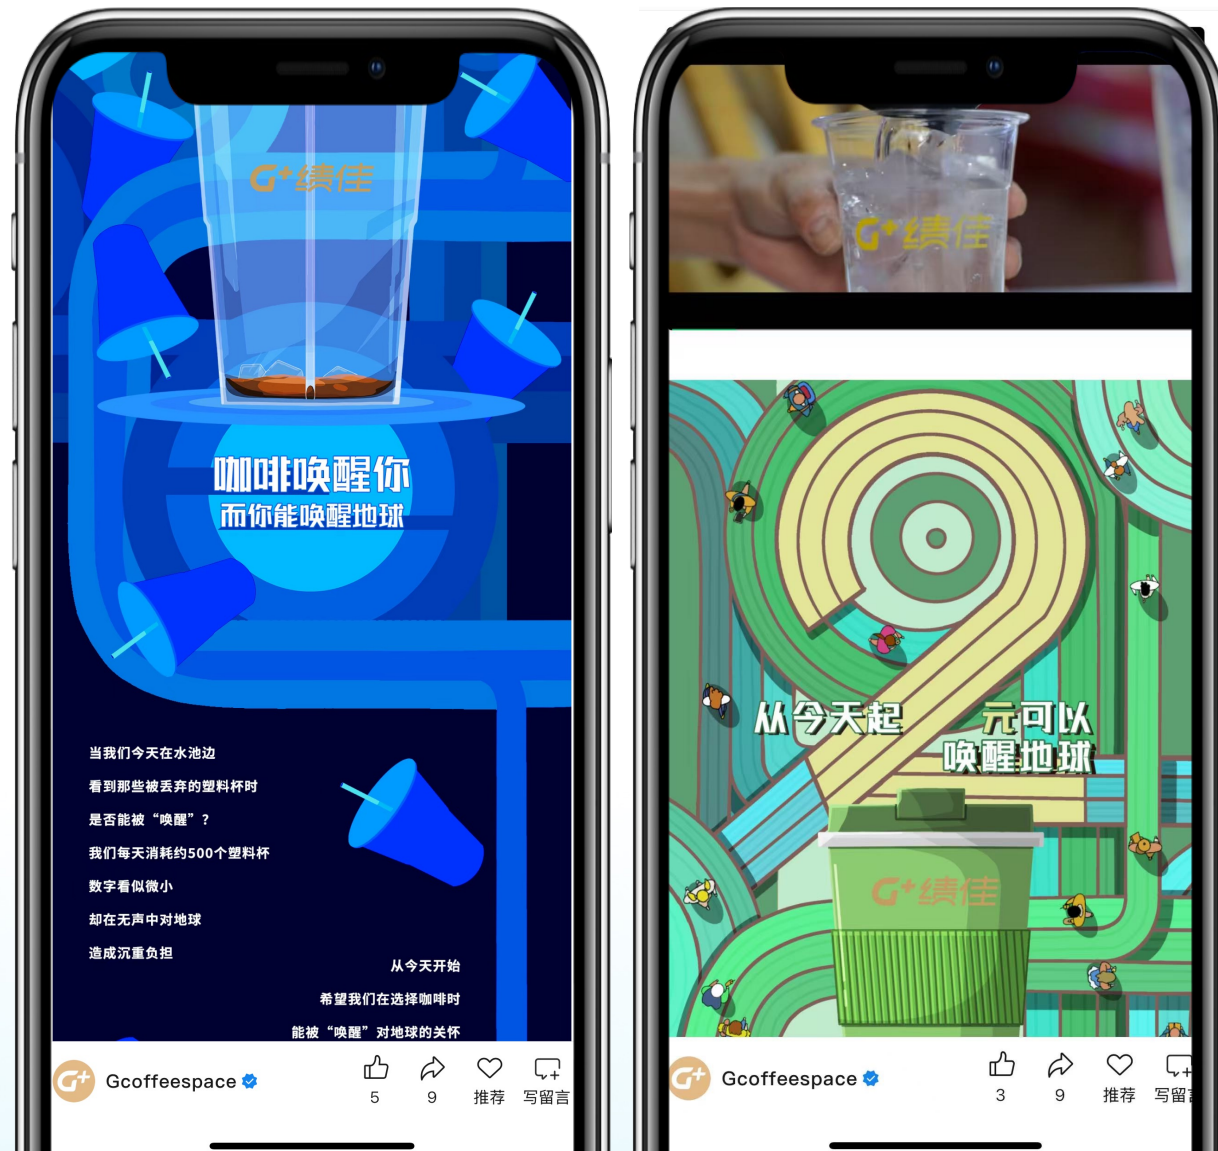 G+绩佳
咖啡唤醒你
而你能唤醒地球
当我们今天在水池边
看到那些被丢弃的塑料杯时
是否能被“唤醒”？
我们每天消耗约500个塑料杯
数字看似微小
却在无声中对地球
造成沉重负担
从今天开始
希望我们在选择咖啡时
能被“唤醒”对地球的关怀
G+
Gcoffeespace
5
9
推荐
写留言
G+绩佳
从今天起 2 元可以
唤醒地球
G+绩佳
G+
Gcoffeespace
3
9
推荐
写留言